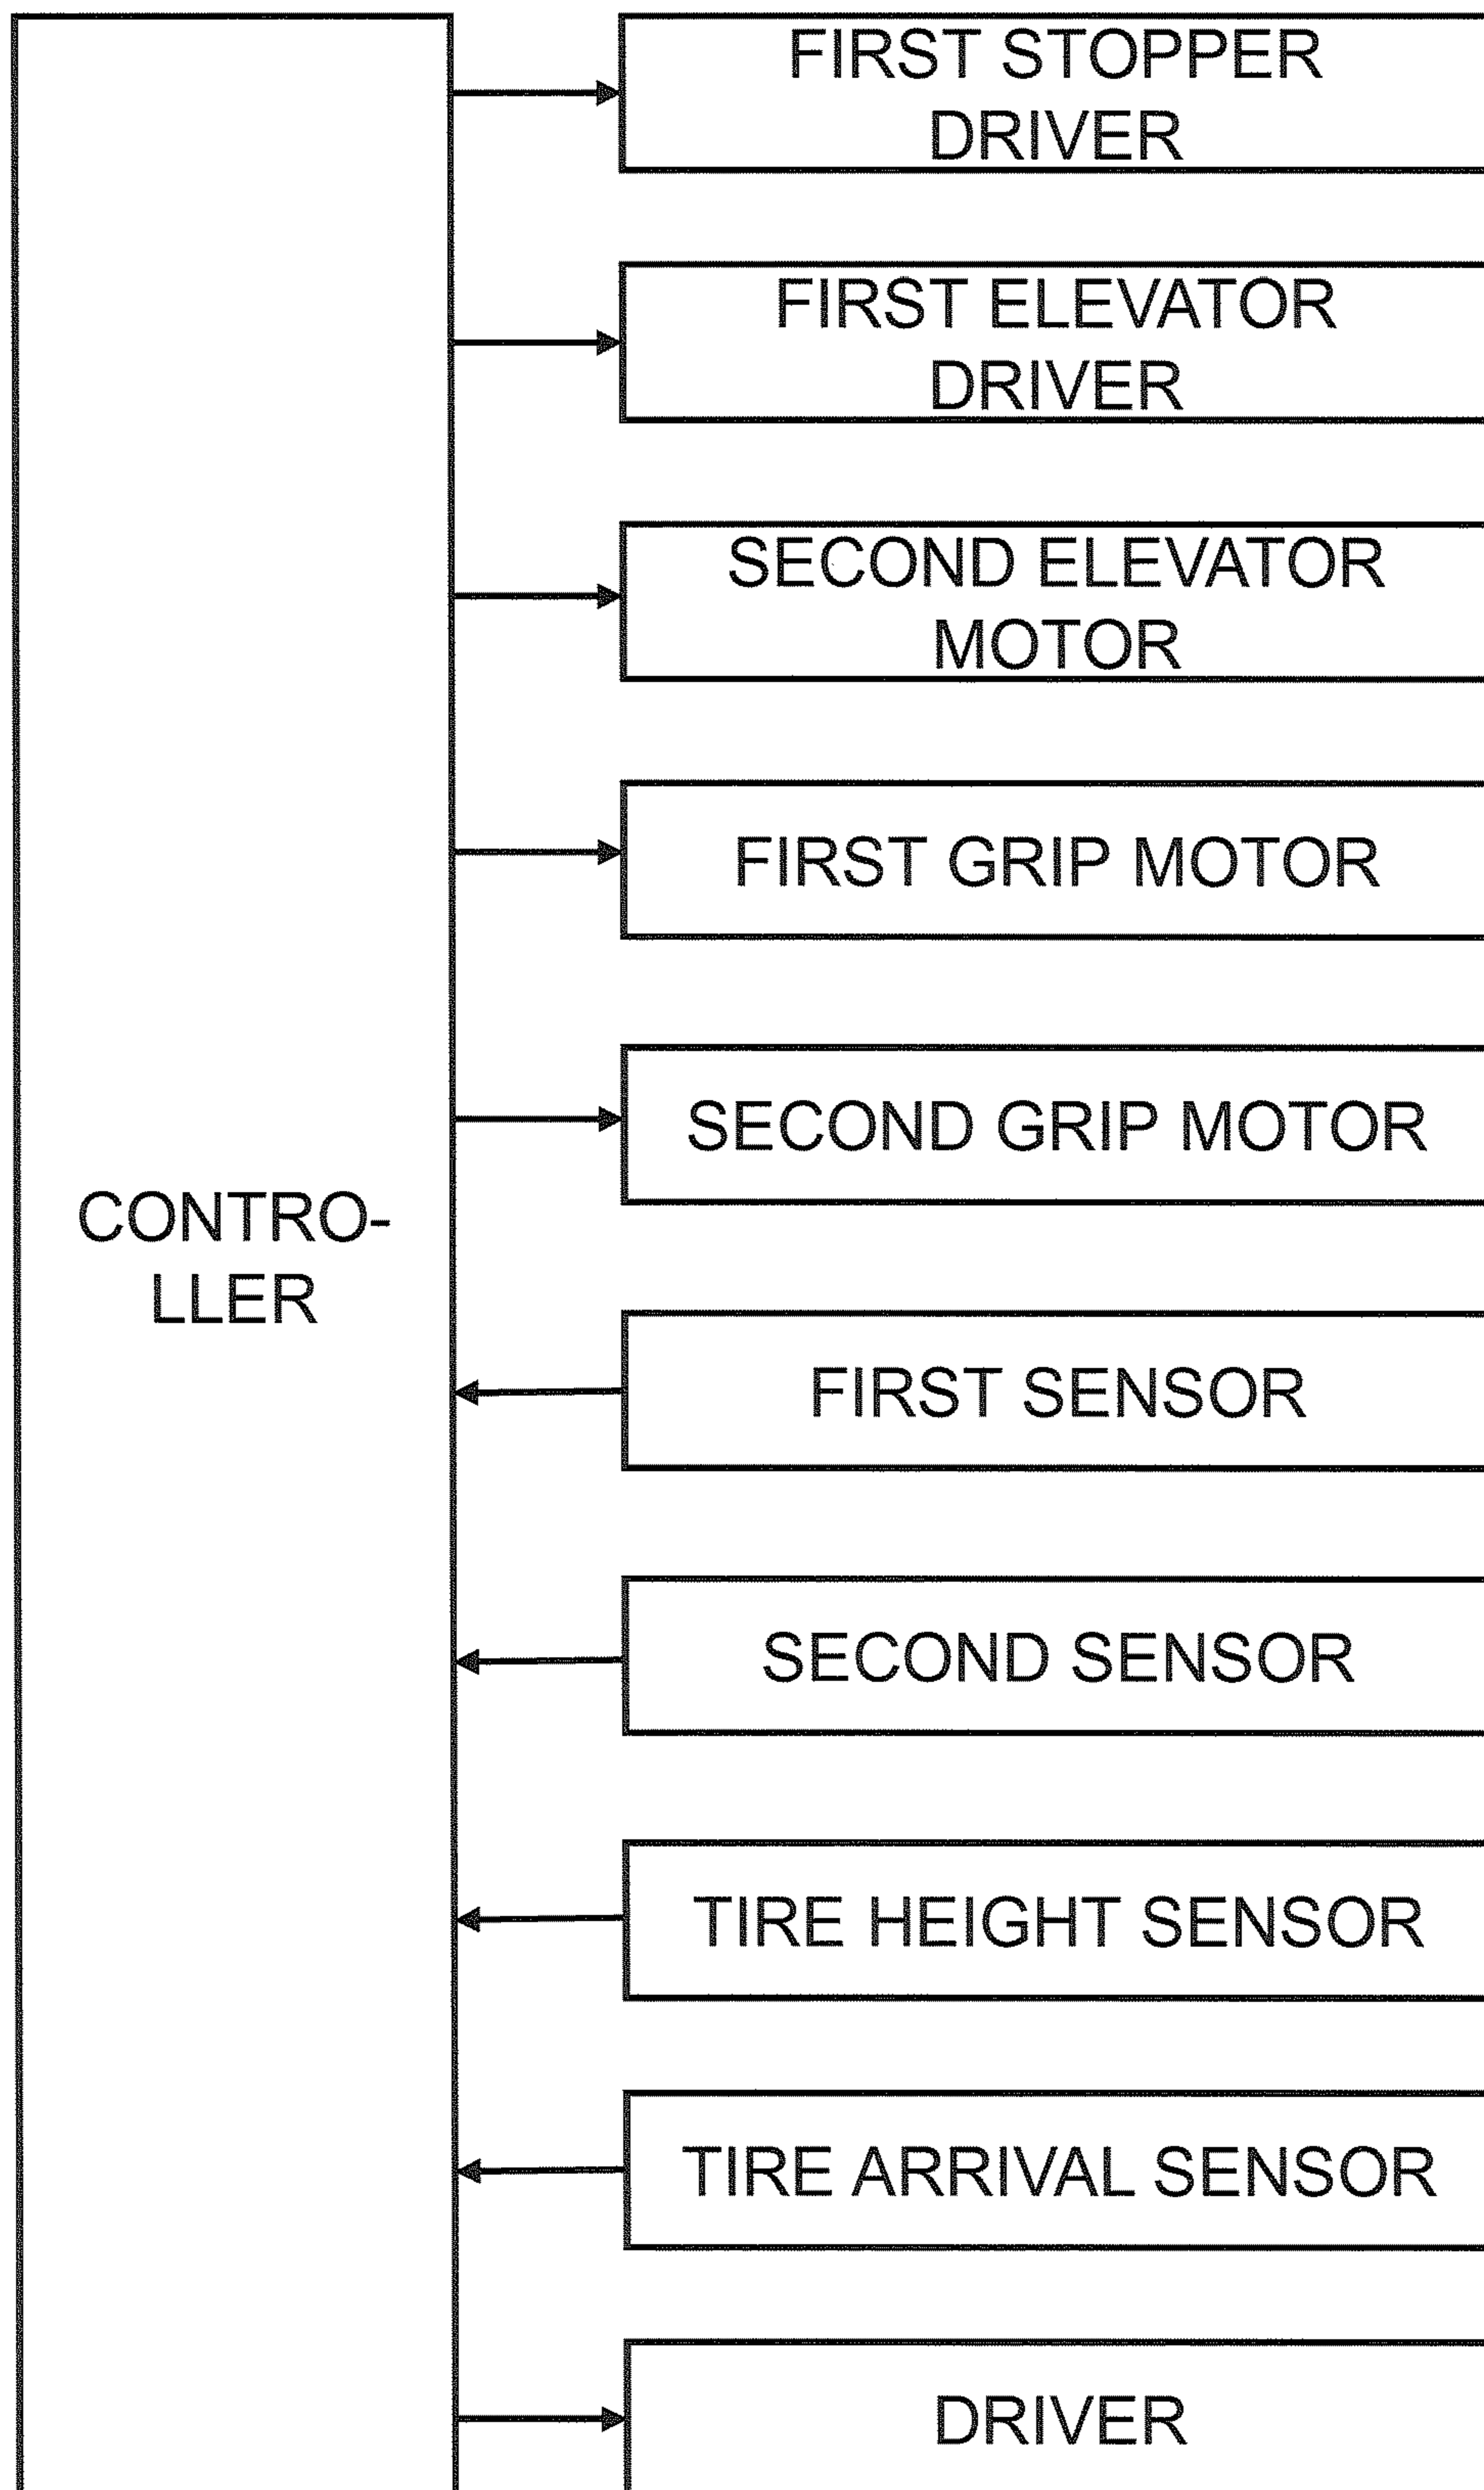 FIRST STOPPER
DRIVER
FIRST ELEVATOR
DRIVER
SECOND ELEVATOR
MOTOR
FIRST GRIP MOTOR
SECOND GRIP MOTOR
CONTRO-
LLER
FIRST SENSOR
SECOND SENSOR
TIRE HEIGHT SENSOR
TIRE ARRIVAL SENSOR
DRIVER